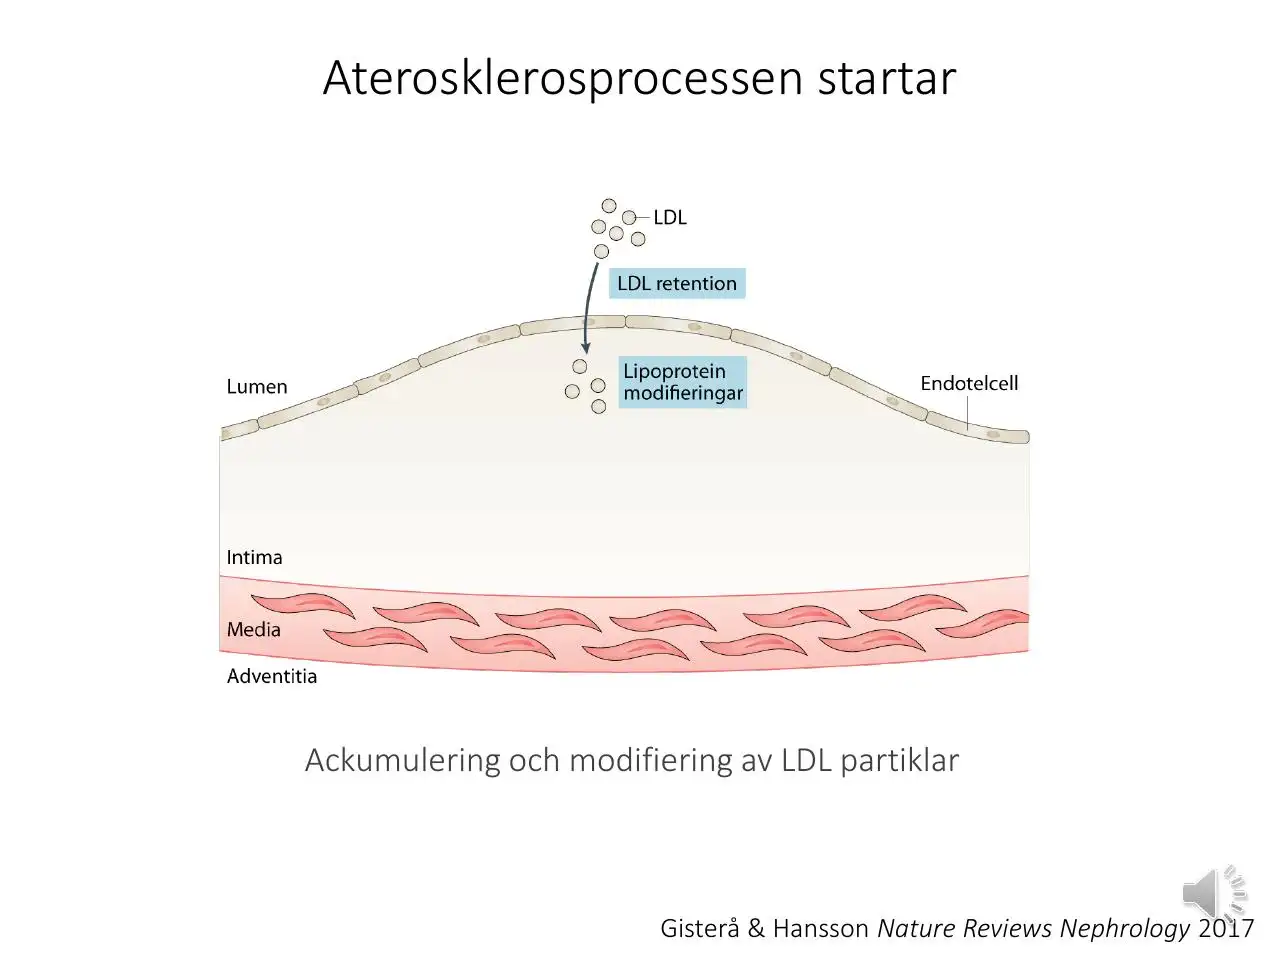 Aterosklerosprocessen startar
LDL
LDL retention
Lipoprotein
modifieringar
Lumen
Endotelcell
Intima
Media
Adventitia
Ackumulering och modifiering av LDL partiklar
Gisterå & Hansson Nature Reviews Nephrology 2017